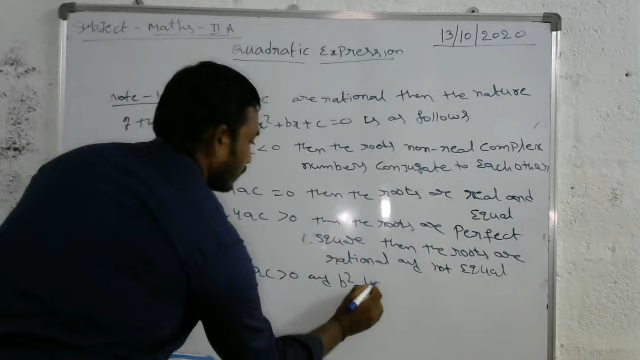 Subject - Maths - II A
13/10/2020
Quadratic Expression
note - c are rational then the nature
x²+bx+c=0 is as follows
<0 then the roots non-real complex
numbers conjugate to each other
4ac =0 then the roots are real and
Equal
4ac >0 then the roots are Perfect
square then the roots are
rational and not Equal
ac>0 and b²